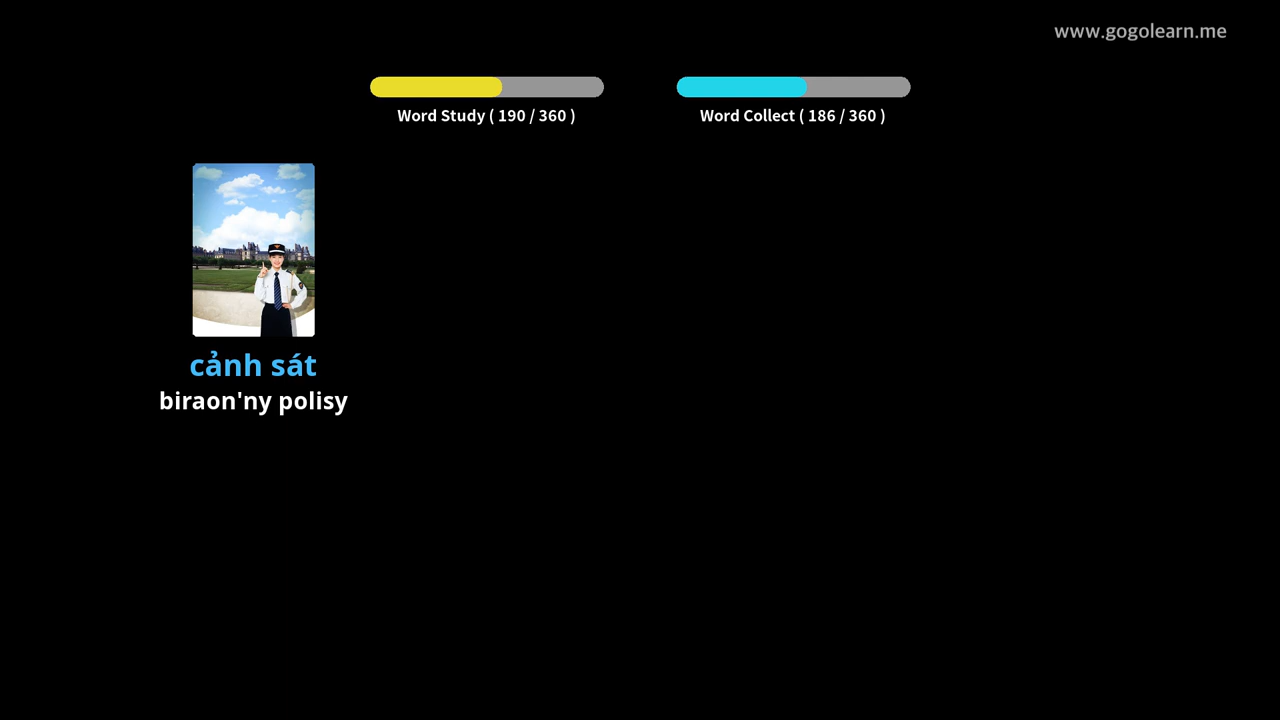 www.gogolearn.me
Word Study ( 190 / 360 )
Word Collect ( 186 / 360 )
cảnh sát
biraon'ny polisy